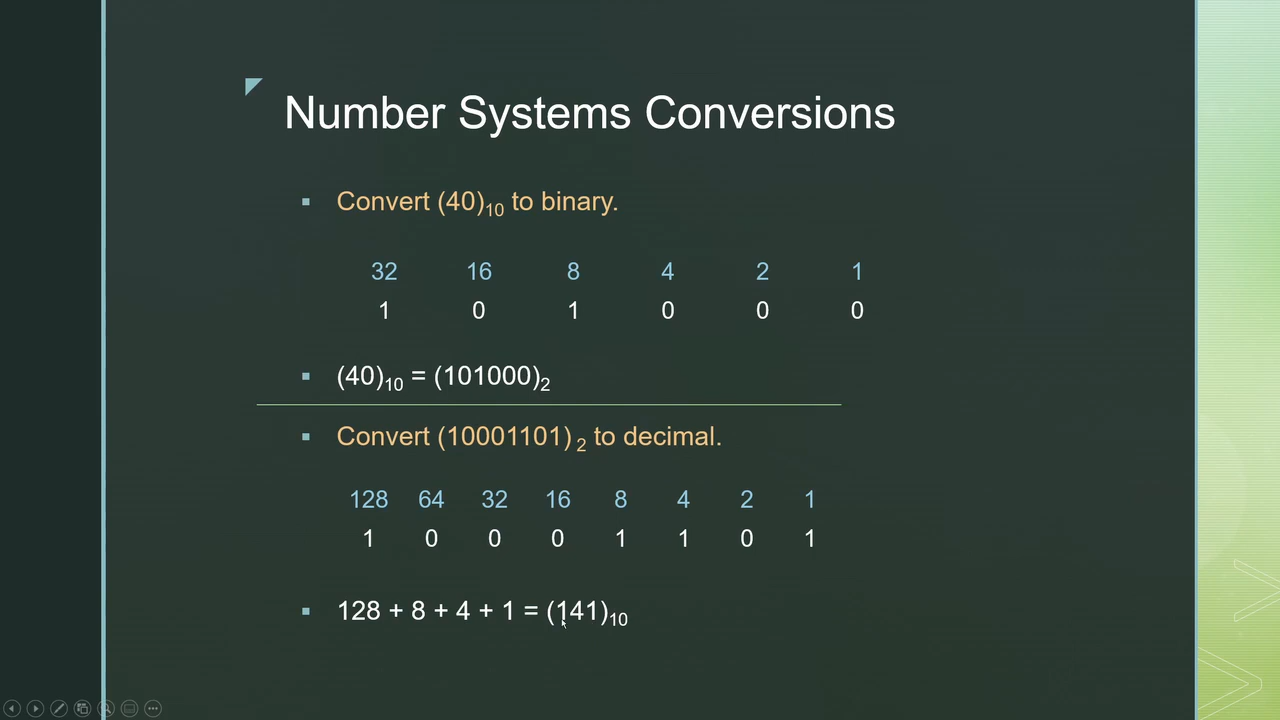 Number Systems Conversions
▪ Convert (40)₁₀ to binary.
32 16 8 4 2 1
1 0 1 0 0 0
▪ (40)₁₀ = (101000)₂
▪ Convert (10001101) ₂ to decimal.
128 64 32 16 8 4 2 1
1 0 0 0 1 1 0 1
▪ 128 + 8 + 4 + 1 = (141)₁₀